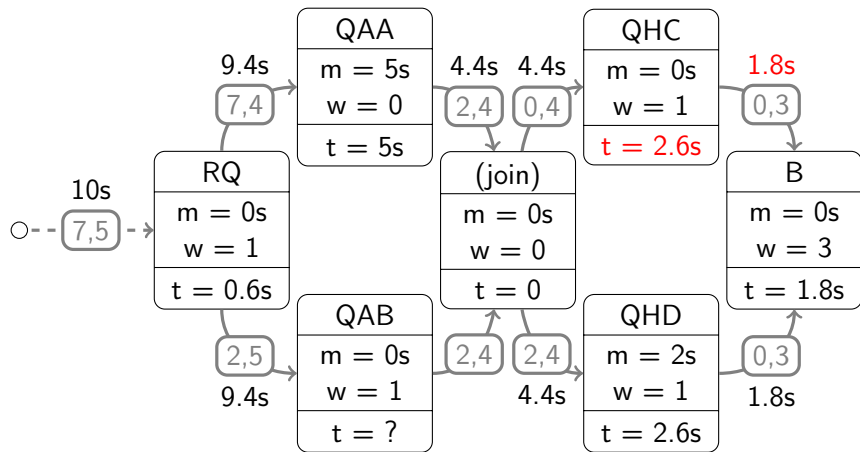 QAA
m = 5s
w = 0
t = 5s
QHC
m = 0s
w = 1
t = 2.6s
9.4s
7,4
4.4s
2,4
4.4s
0,4
1.8s
0,3
10s
7,5
RQ
m = 0s
w = 1
t = 0.6s
(join)
m = 0s
w = 0
t = 0
B
m = 0s
w = 3
t = 1.8s
2,5
9.4s
QAB
m = 0s
w = 1
t = ?
2,4
2,4
4.4s
QHD
m = 2s
w = 1
t = 2.6s
0,3
1.8s